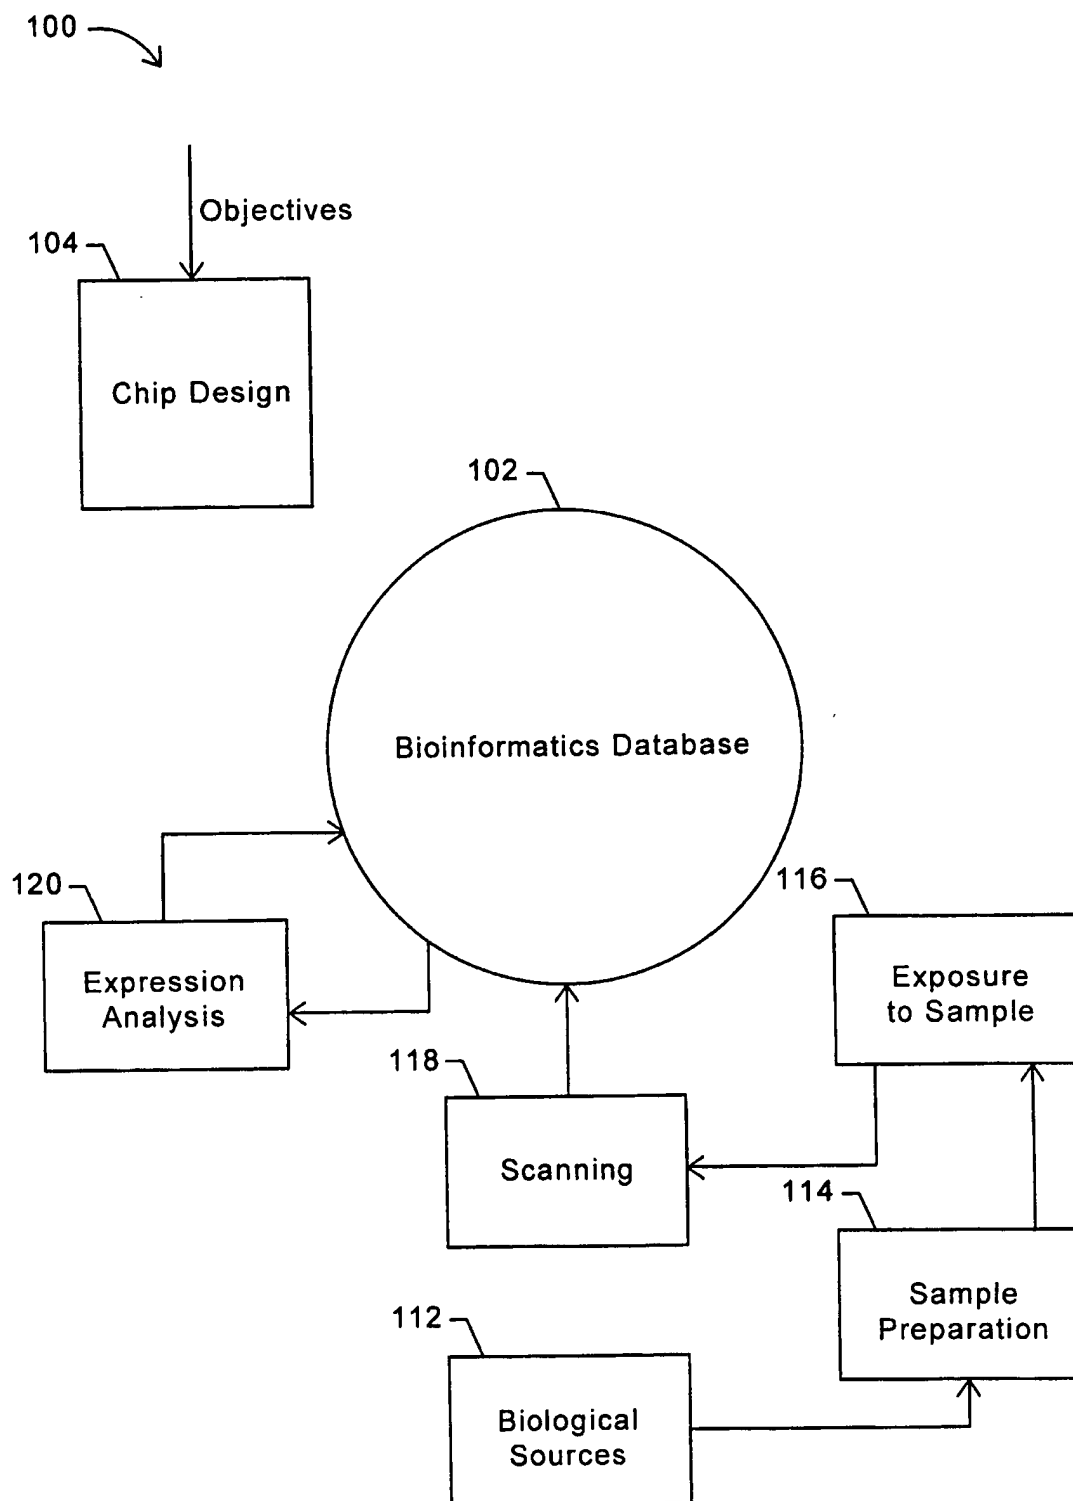 100
Objectives
104
Chip Design
102
Bioinformatics Database
120
116
Expression
Analysis
Exposure
to Sample
118
Scanning
114
Sample
Preparation
112
Biological
Sources